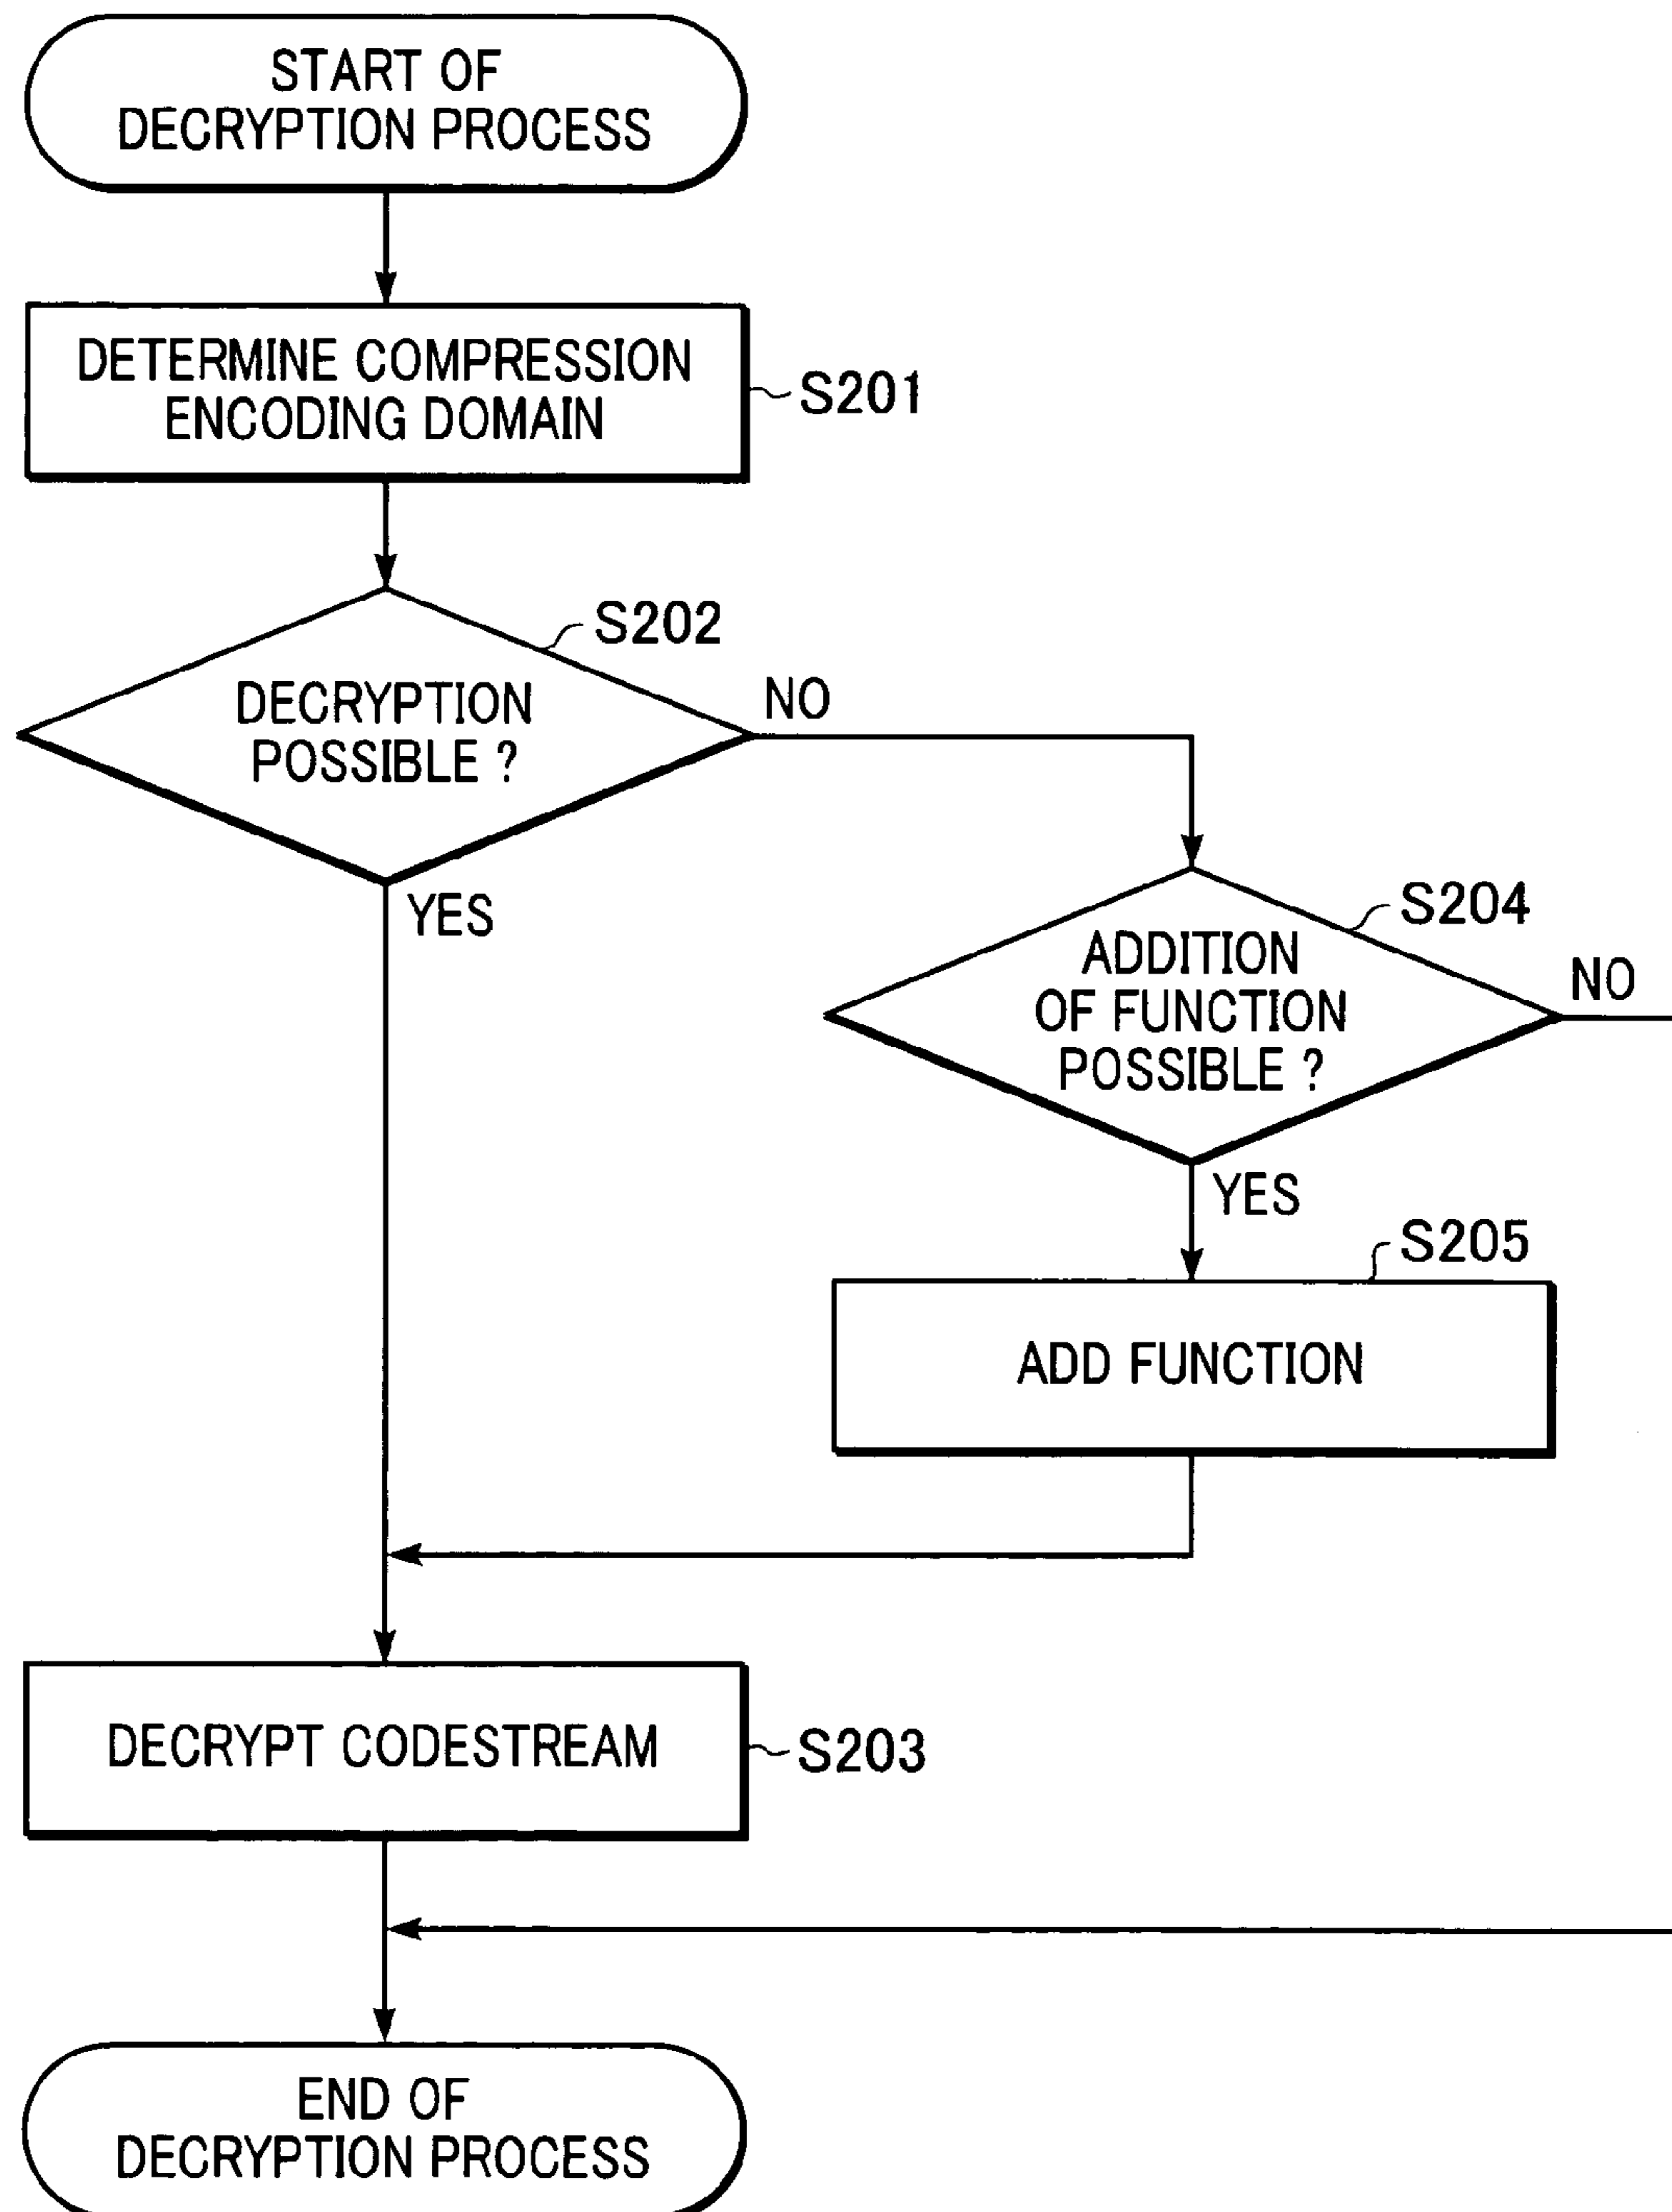 START OF
DECRYPTION PROCESS
DETERMINE COMPRESSION
ENCODING DOMAIN
S201
S202
DECRYPTION
POSSIBLE ?
NO
YES
S204
ADDITION
OF FUNCTION
POSSIBLE ?
NO
YES
S205
ADD FUNCTION
DECRYPT CODESTREAM
S203
END OF
DECRYPTION PROCESS